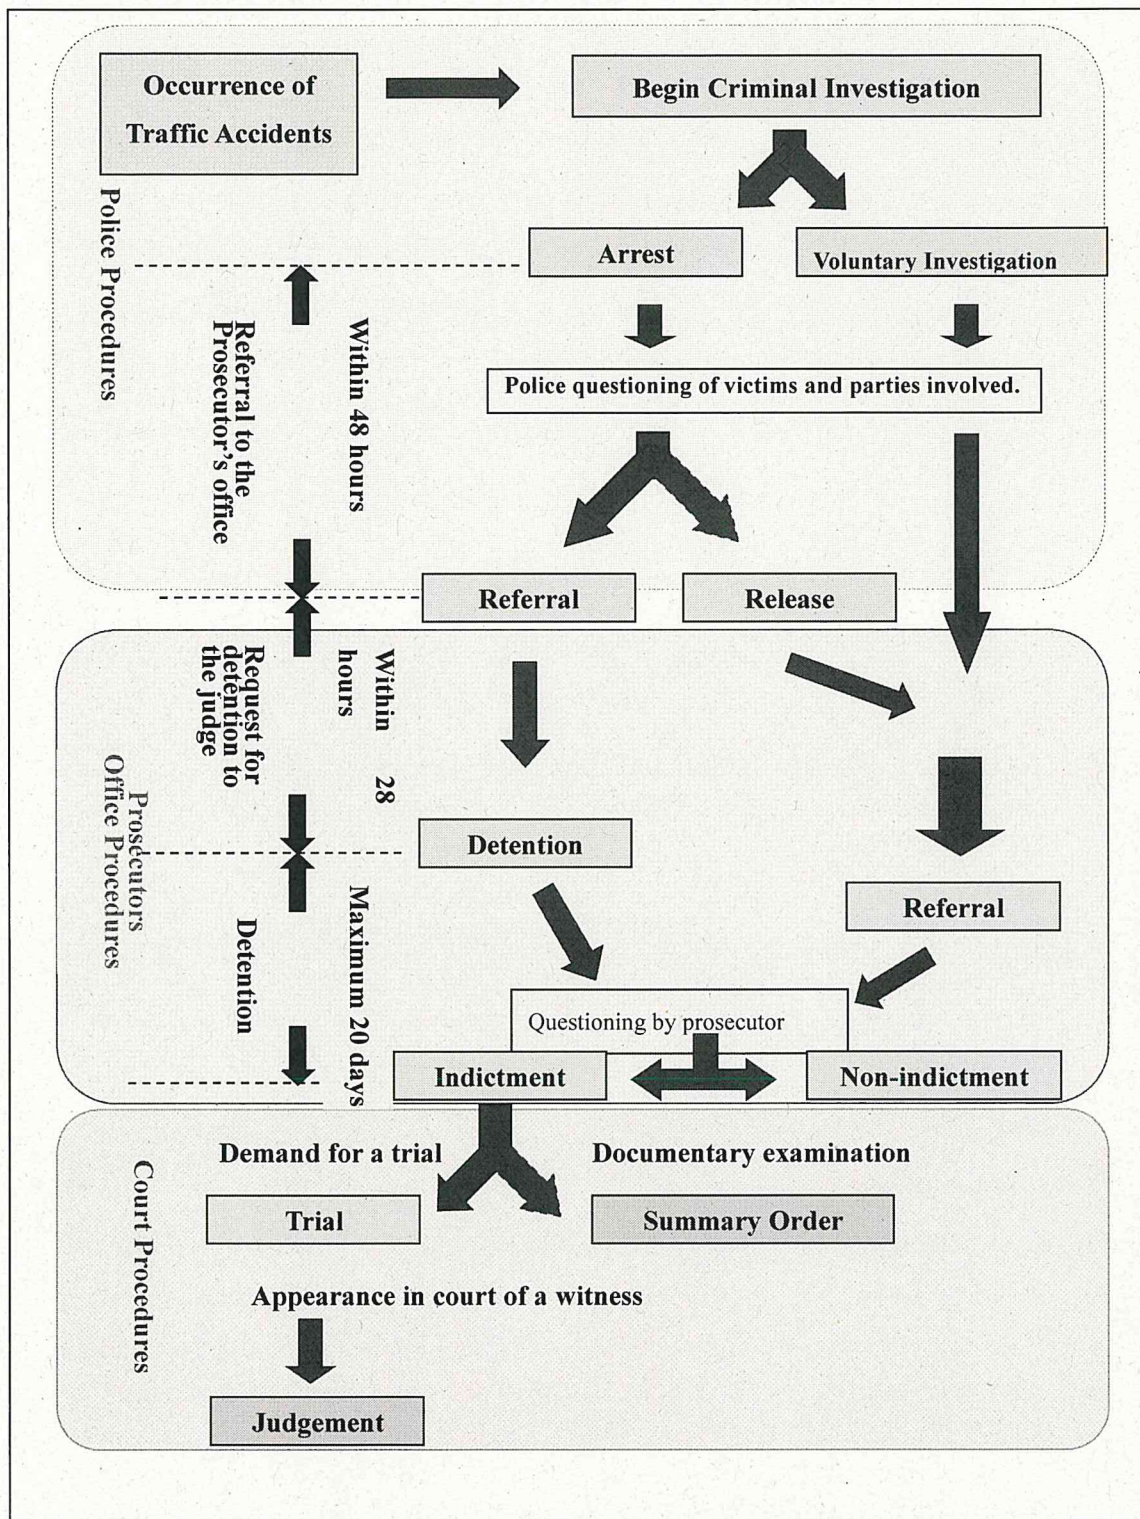 Occurrence of
Traffic Accidents
Begin Criminal Investigation
Police Procedures
Arrest
Voluntary Investigation
Referral to the
Prosecutor's office
Within 48 hours
Police questioning of victims and parties involved.
Referral
Release
Request for
detention to
the judge
Within 28
hours
Prosecutors
Office Procedures
Detention
Referral
Detention
Maximum 20 days
Questioning by prosecutor
Indictment
Non-indictment
Court Procedures
Demand for a trial
Documentary examination
Trial
Summary Order
Appearance in court of a witness
Judgement